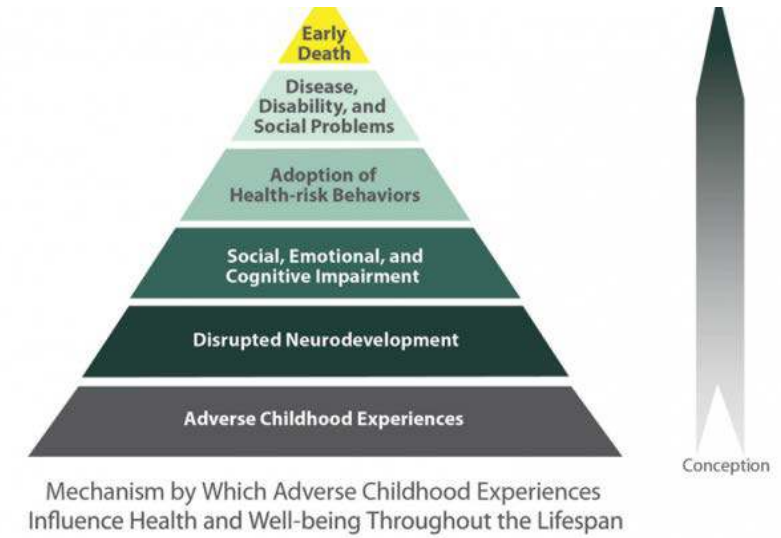 Early
Death
Disease,
Disability, and
Social Problems
Adoption of
Health-risk Behaviors
Social, Emotional, and
Cognitive Impairment
Disrupted Neurodevelopment
Adverse Childhood Experiences
Conception
Mechanism by Which Adverse Childhood Experiences
Influence Health and Well-being Throughout the Lifespan